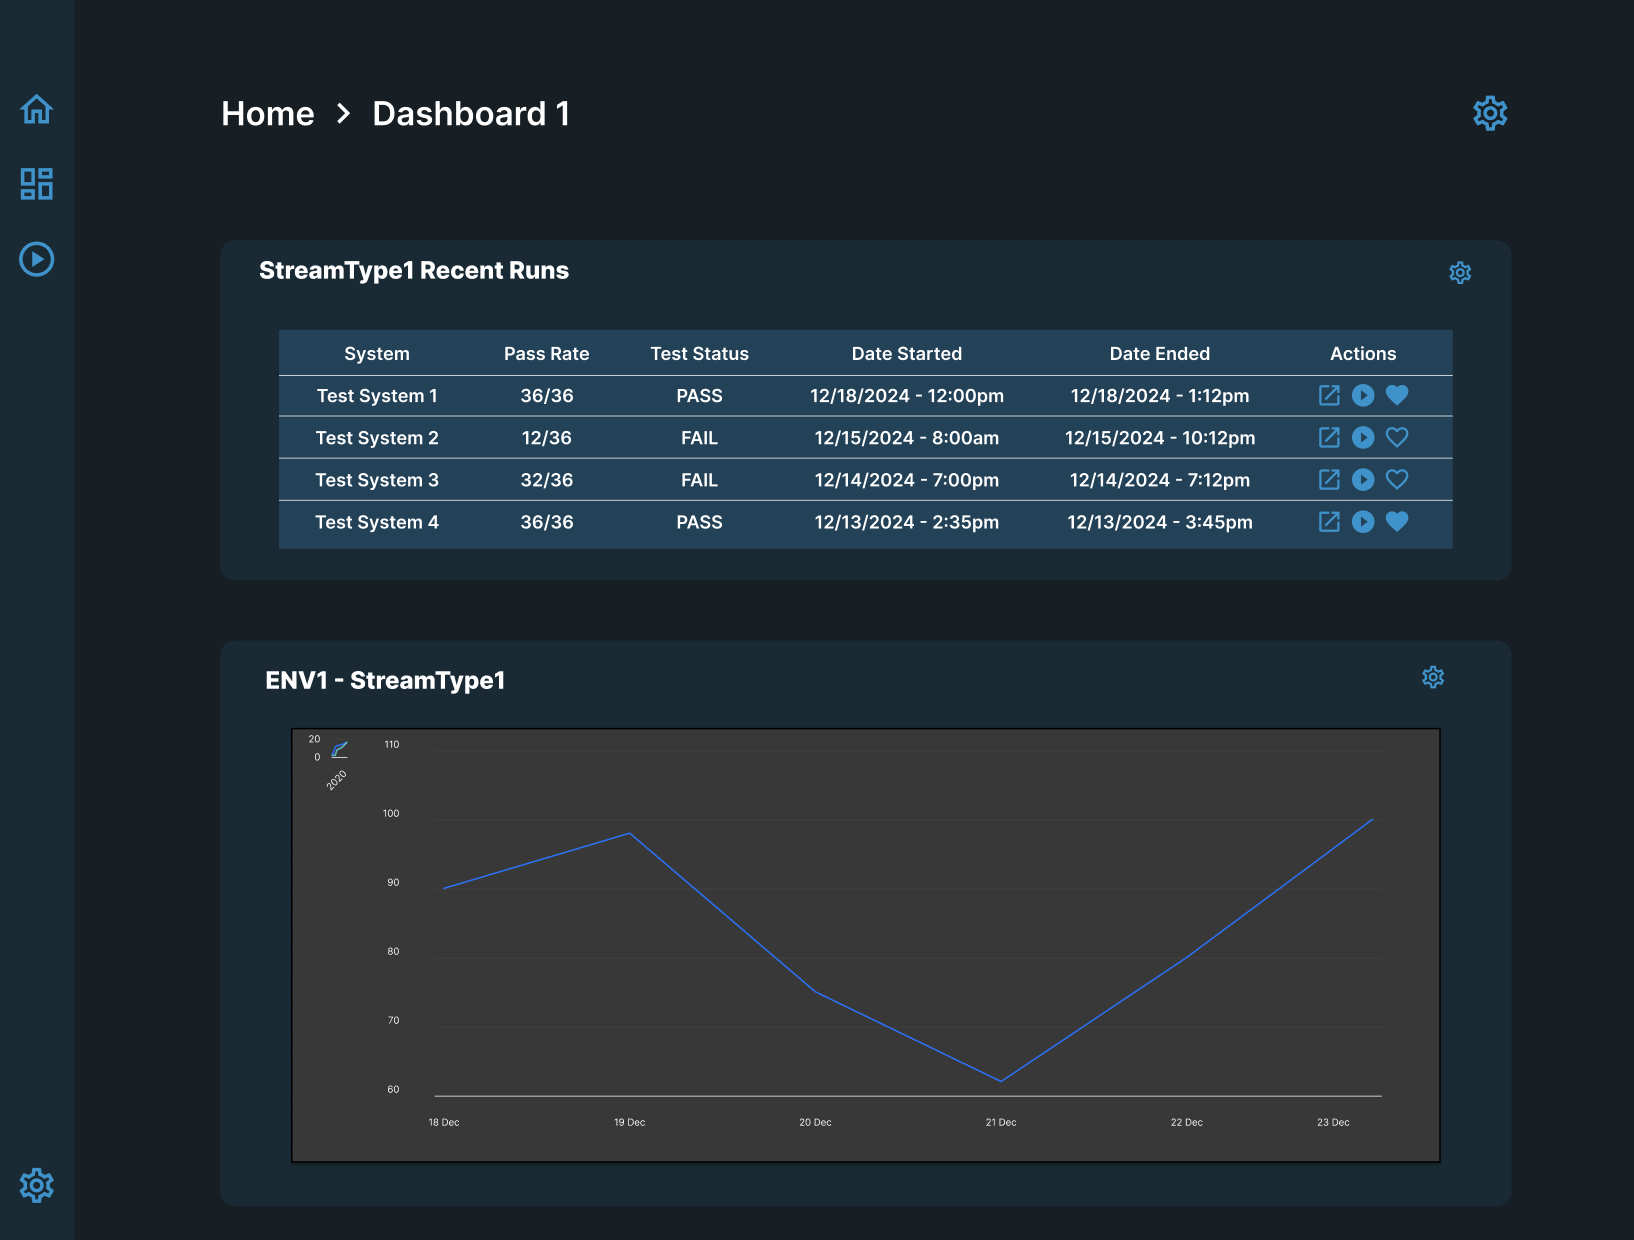 Home > Dashboard 1
StreamType1 Recent Runs
System Pass Rate Test Status Date Started Date Ended Actions
Test System 1 36/36 PASS 12/18/2024 - 12:00pm 12/18/2024 - 1:12pm
Test System 2 12/36 FAIL 12/15/2024 - 8:00am 12/15/2024 - 10:12pm
Test System 3 32/36 FAIL 12/14/2024 - 7:00pm 12/14/2024 - 7:12pm
Test System 4 36/36 PASS 12/13/2024 - 2:35pm 12/13/2024 - 3:45pm
ENV1 - StreamType1
20
0
2020
110
100
90
80
70
60
18 Dec 19 Dec 20 Dec 21 Dec 22 Dec 23 Dec